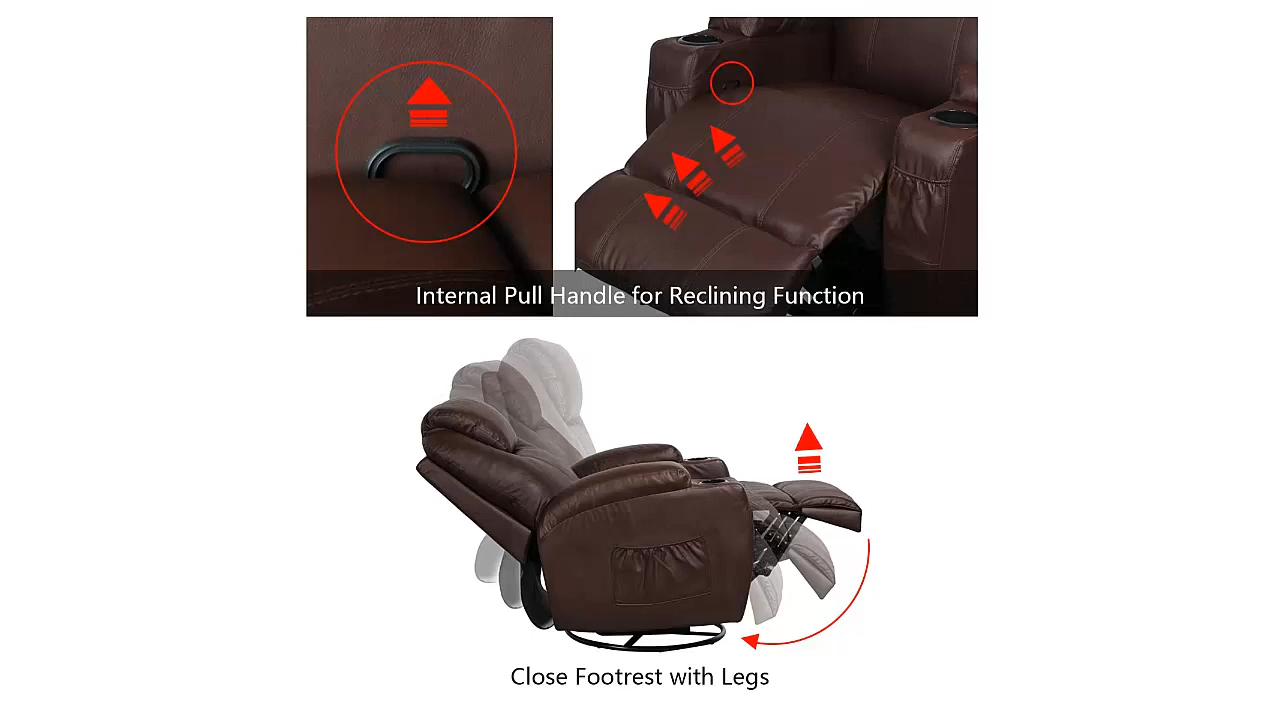 Internal Pull Handle for Reclining Function
Close Footrest with Legs